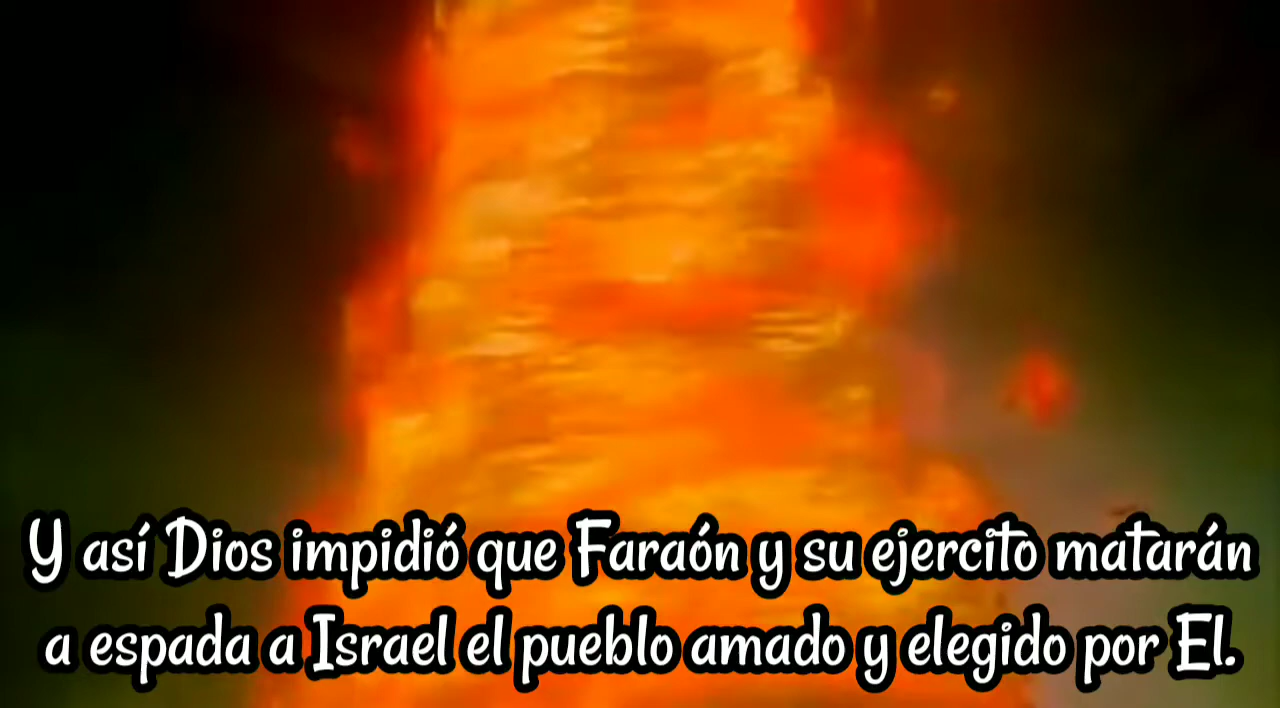 Y así Dios impidió que Faraón y su ejercito matarán
a espada a Israel el pueblo amado y elegido por El.